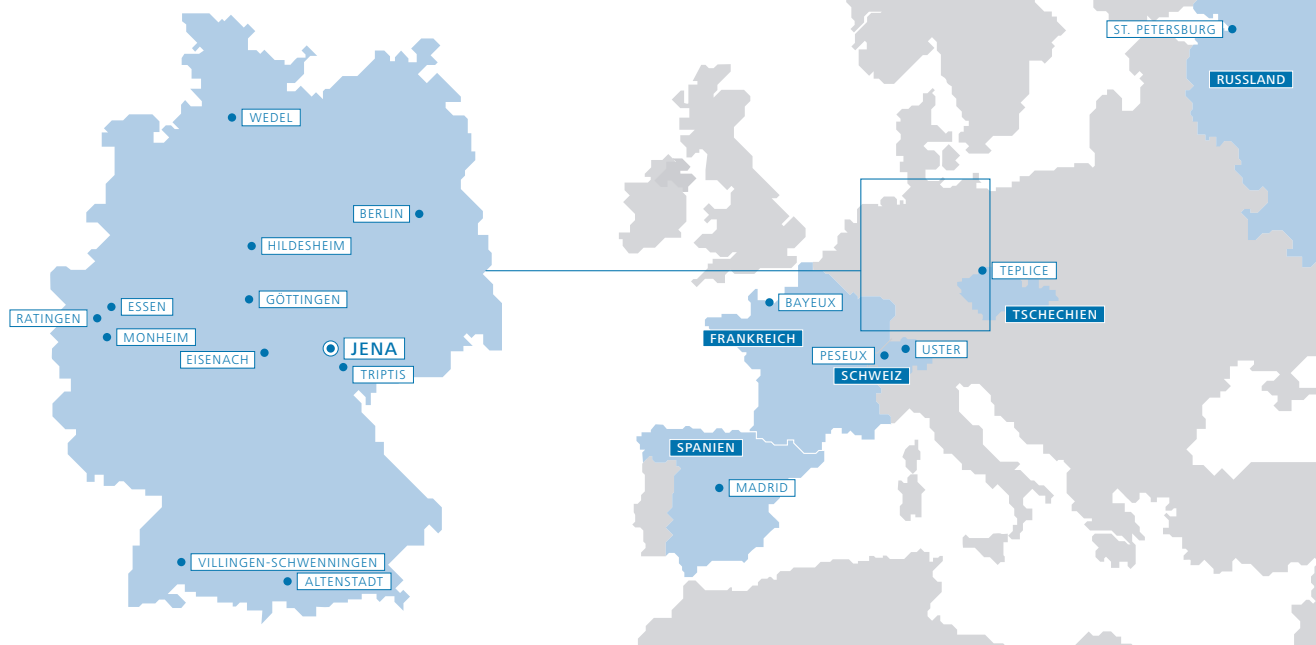 WEDEL
BERLIN
HILDESHEIM
GÖTTINGEN
ESSEN
RATINGEN
MONHEIM
EISENACH
JENA
TRIPTIS
VILLINGEN-SCHWENNINGEN
ALTENSTADT
ST. PETERSBURG
RUSSLAND
TEPLICE
TSCHECHIEN
BAYEUX
FRANKREICH
PESEUX
USTER
SCHWEIZ
SPANIEN
MADRID